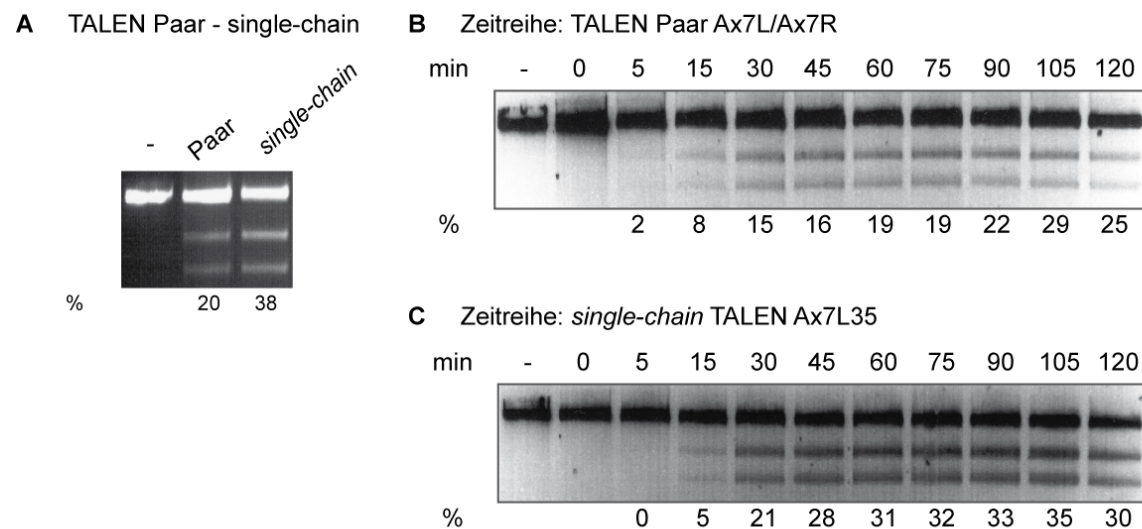 A TALEN Paar - single-chain
- Paar single-chain
% 20 38
B Zeitreihe: TALEN Paar Ax7L/Ax7R
min - 0 5 15 30 45 60 75 90 105 120
% 2 8 15 16 19 19 22 29 25
C Zeitreihe: single-chain TALEN Ax7L35
min - 0 5 15 30 45 60 75 90 105 120
% 0 5 21 28 31 32 33 35 30